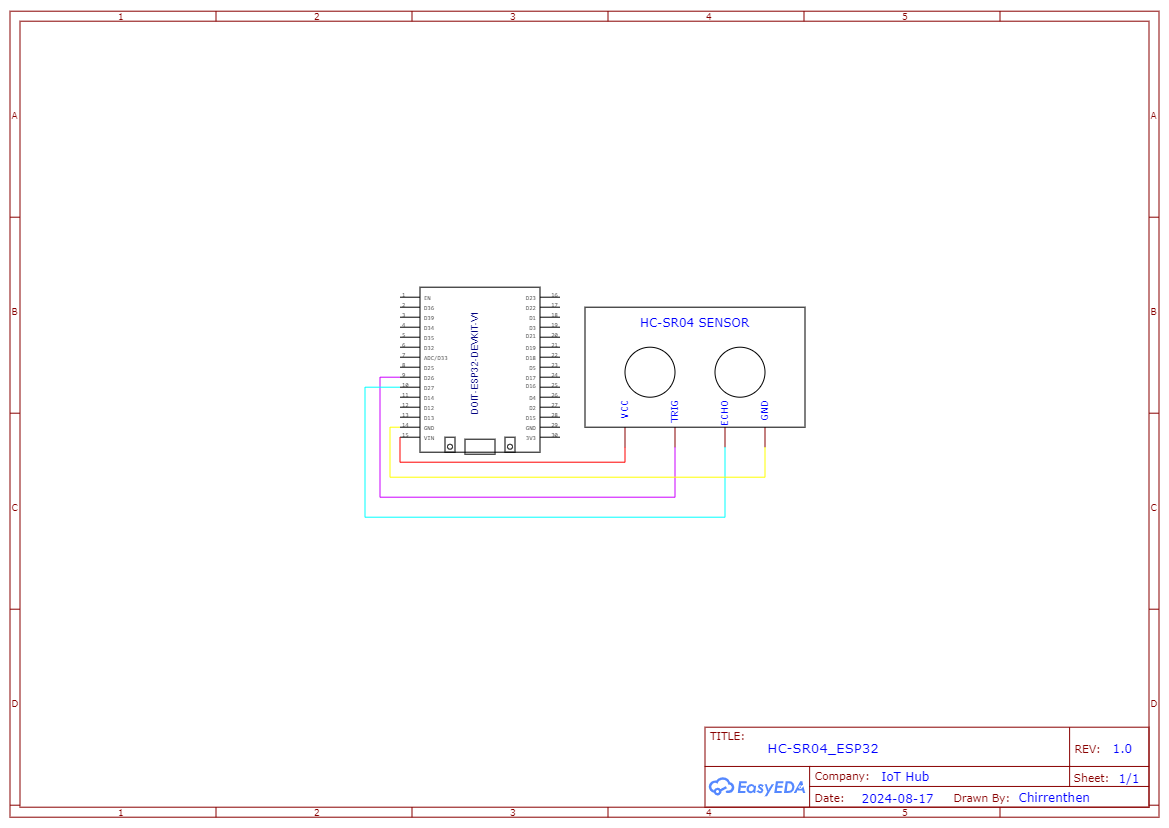 1 2 3 4 5
A A
B B
C C
D D
1 EN
2 D36
3 D39
4 D34
5 D35
6 D32
7 ADC/D33
8 D25
9 D26
10 D27
11 D14
12 D12
13 D13
14 GND
15 VIN
DOIT-ESP32-DEVKIT-V1
D23 16
D22 17
D1 18
D3 19
D21 20
D19 21
D18 22
D5 23
D17 24
D16 25
D4 26
D2 27
D15 28
GND 29
3V3 30
HC-SR04 SENSOR
VCC
TRIG
ECHO
GND
TITLE:
HC-SR04_ESP32
REV: 1.0
EasyEDA
Company: IoT Hub
Sheet: 1/1
Date: 2024-08-17 Drawn By: Chirrenthen
1 2 3 4 5